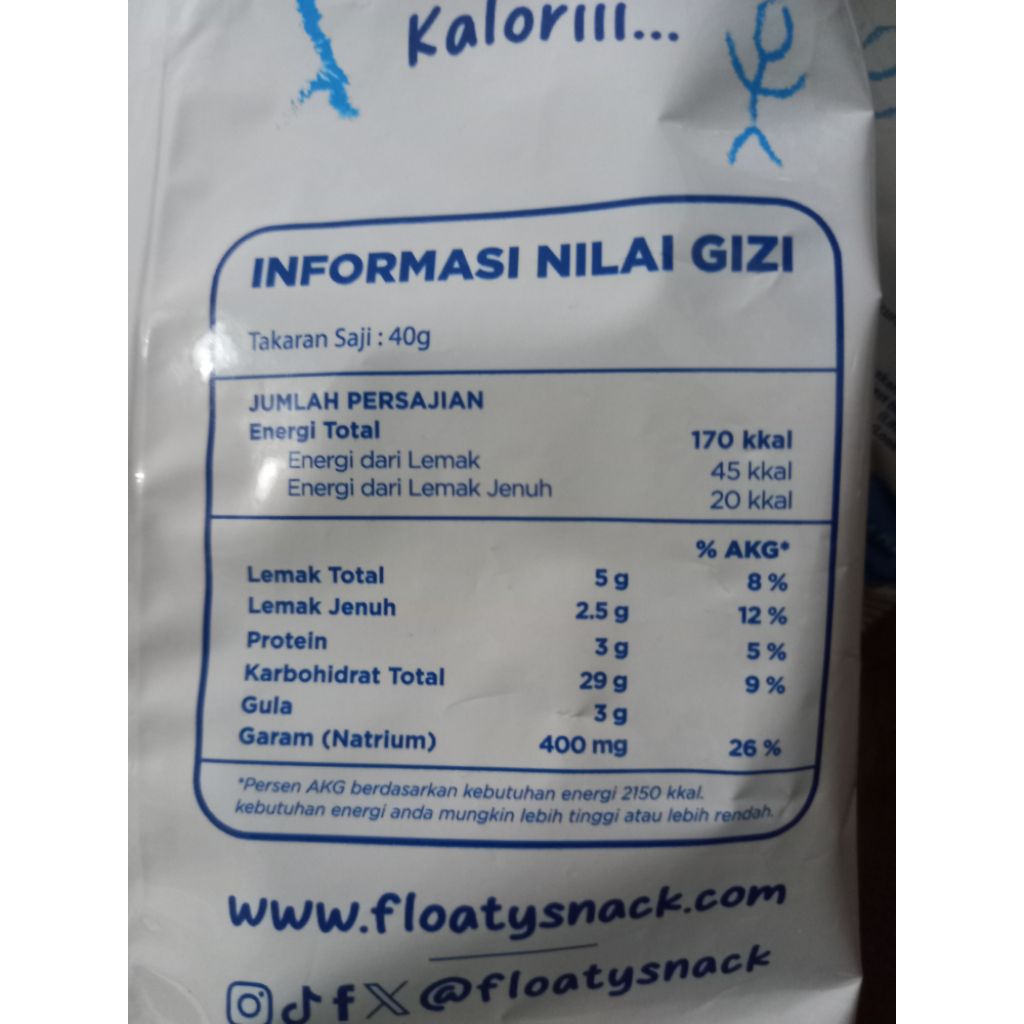 Kaloriii...
INFORMASI NILAI GIZI
Takaran Saji : 40g
JUMLAH PERSAJIAN
Energi Total 170 kkal
Energi dari Lemak 45 kkal
Energi dari Lemak Jenuh 20 kkal
% AKG*
Lemak Total 5 g 8 %
Lemak Jenuh 2.5 g 12 %
Protein 3 g 5 %
Karbohidrat Total 29 g 9 %
Gula 3 g
Garam (Natrium) 400 mg 26 %
*Persen AKG berdasarkan kebutuhan energi 2150 kkal.
kebutuhan energi anda mungkin lebih tinggi atau lebih rendah.
www.floatysnack.com
@floatysnack